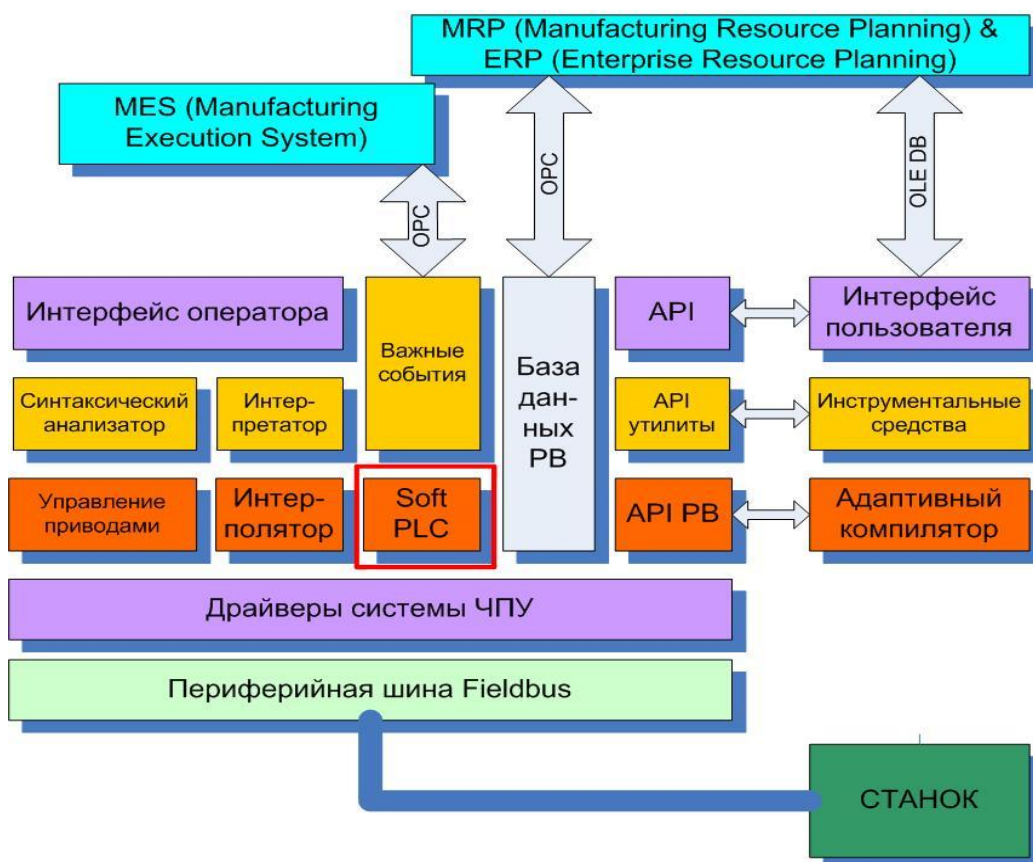 MRP (Manufacturing Resource Planning) &
ERP (Enterprise Resource Planning)
MES (Manufacturing
Execution System)
OPC
OPC
OLE DB
Интерфейс оператора
Важные
события
База
дан-
ных
РВ
API
Интерфейс
пользователя
Синтаксический
анализатор
Интер-
претатор
API
утилиты
Инструментальные
средства
Управление
приводами
Интер-
полятор
Soft
PLC
API РВ
Адаптивный
компилятор
Драйверы системы ЧПУ
Периферийная шина Fieldbus
СТАНОК